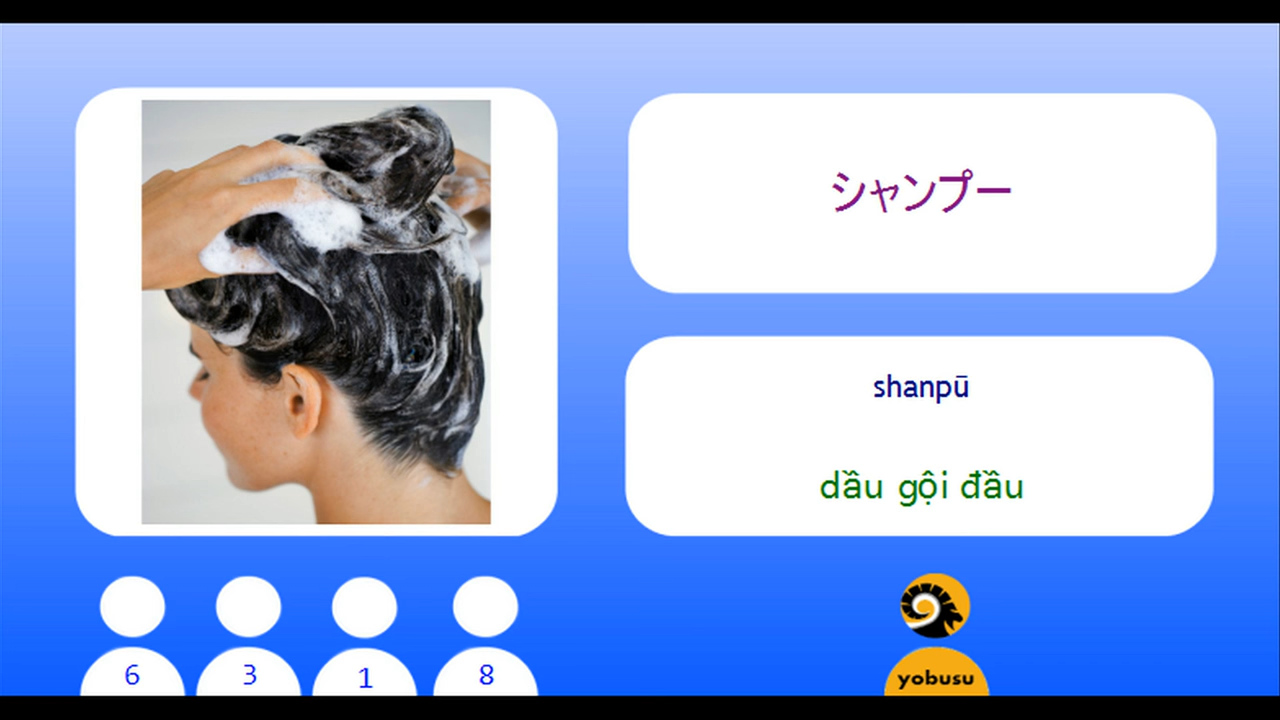 シャンプー
shanpū
dầu gội đầu
6 3 1 8
yobusu